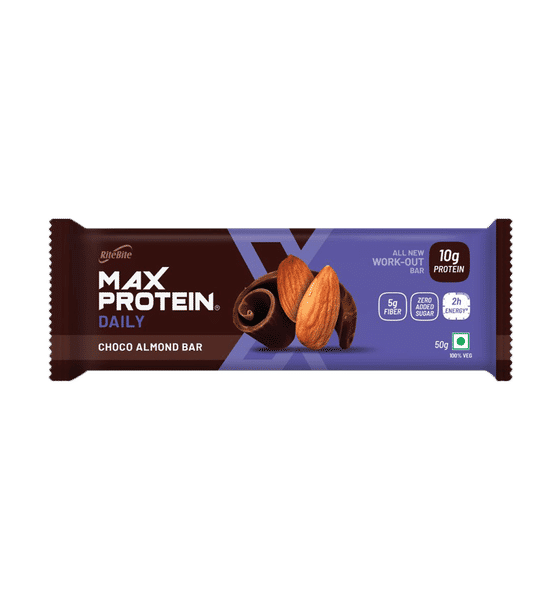 RiteBite
MAX
PROTEIN®
DAILY
CHOCO ALMOND BAR
ALL NEW
WORK-OUT
BAR
10g
PROTEIN
5g
FIBER
ZERO
ADDED
SUGAR
2h
ENERGY*
50g
100% VEG